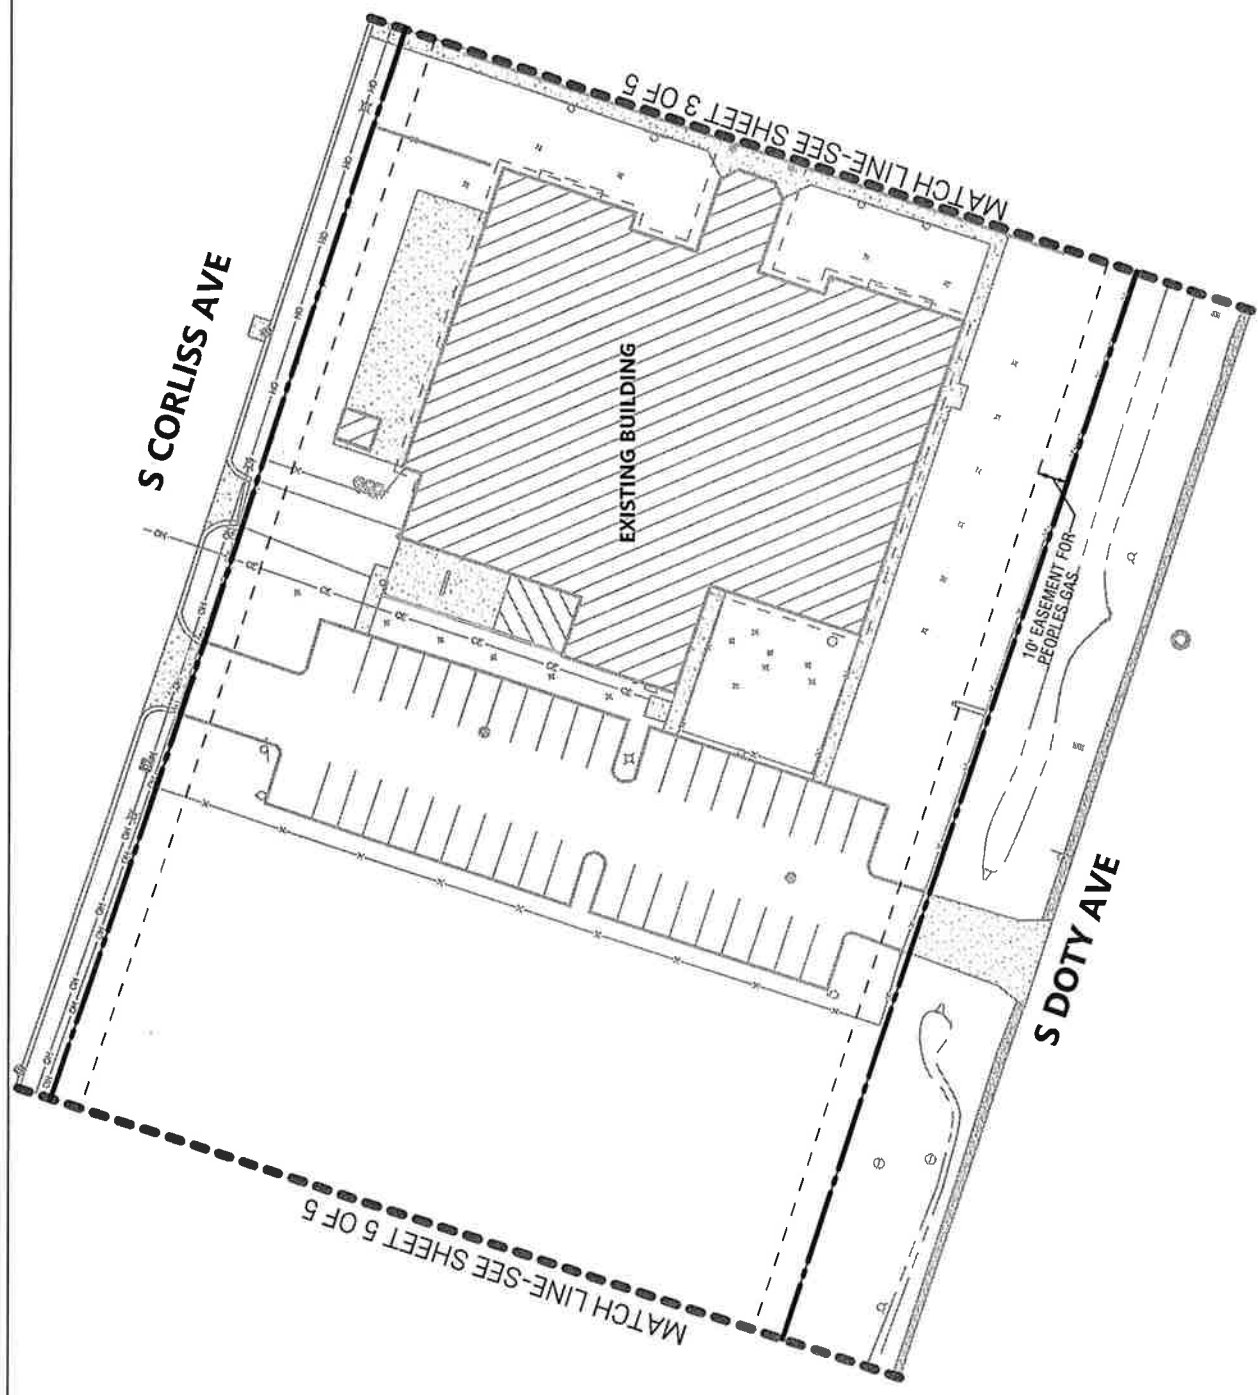 MATCH LINE-SEE SHEET 3 OF 5
S CORLISS AVE
EXISTING BUILDING
10' EASEMENT FOR
PEOPLES GAS
S DOTY AVE
MATCH LINE-SEE SHEET 5 OF 5